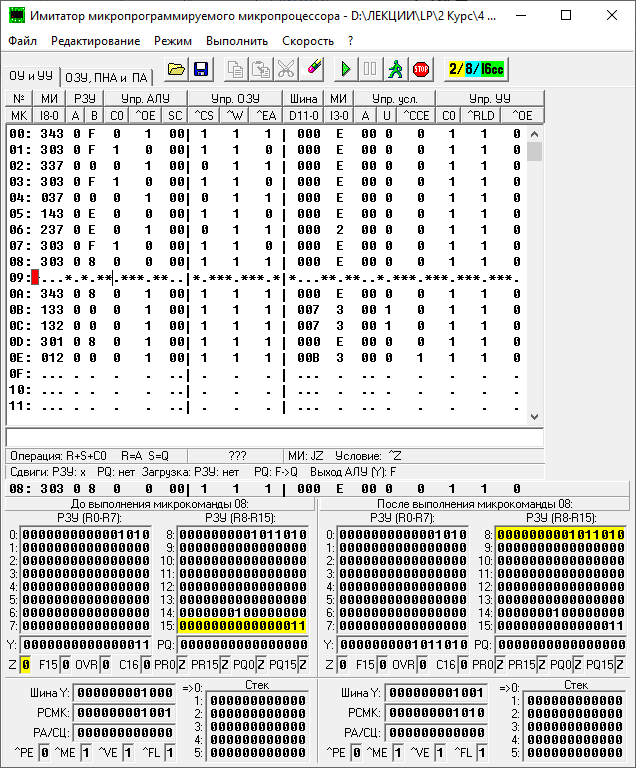 Имитатор микропрограммируемого микропроцессора - D:\ЛЕКЦИИ\LP\2 Курс\4 ...
Файл Редактирование Режим Выполнить Скорость ?
ОУ и УУ ОЗУ, ПНА и ПА 2/8/16cc
№ МИ РЗУ Упр. АЛУ Упр. ОЗУ Шина МИ Упр. усл. Упр. УУ
МК I8-0 A B C0 ^OE SC ^CS ^W ^EA D11-0 I3-0 A U ^CCE C0 ^RLD ^OE
00: 343 0 F 0 1 00 1 1 1 000 E 00 0 0 1 1 0
01: 303 0 F 1 0 00 1 1 1 000 E 00 0 0 1 1 0
02: 337 0 0 0 1 00 0 1 1 000 E 00 0 0 1 1 0
03: 303 0 F 1 0 00 1 1 1 000 E 00 0 0 1 1 0
04: 037 0 0 0 1 00 0 1 1 000 E 00 0 0 1 1 0
05: 143 0 E 0 0 00 1 1 1 000 E 00 0 0 1 1 0
06: 237 0 E 0 1 00 0 1 1 000 2 00 0 0 1 1 0
07: 303 0 F 1 0 00 1 1 1 000 E 00 0 0 1 1 0
08: 303 0 8 0 0 00 1 1 1 000 E 00 0 0 1 1 0
09: ...*.*.**.***.**..|*.***.***.*|*...**.**.*.***.***.***.
0A: 343 0 8 0 1 00 1 1 1 000 E 00 0 0 1 1 0
0B: 133 0 0 0 1 00 1 1 1 007 3 00 1 0 1 1 0
0C: 132 0 0 0 1 00 1 1 1 007 3 00 1 0 1 1 0
0D: 301 0 8 0 1 00 1 1 1 000 E 00 0 0 1 1 0
0E: 012 0 0 0 1 00 1 1 1 00B 3 00 0 1 1 1 0
0F: ... . . . . .. . . . ... . .. . . . . .
10: ... . . . . .. . . . ... . .. . . . . .
11: ... . . . . .. . . . ... . .. . . . . .
Операция: R+S+C0 R=A S=Q ??? МИ: JZ Условие: ^Z
Сдвиги: РЗУ: x PQ: нет Загрузка: РЗУ: нет PQ: F->Q Выход АЛУ (Y): F
08: 303 0 8 0 0 00 1 1 1 000 E 00 0 0 1 1 0
До выполнения микрокоманды 08: После выполнения микрокоманды 08:
РЗУ (R0-R7): РЗУ (R8-R15): РЗУ (R0-R7): РЗУ (R8-R15):
0: 0000000000001010 8: 0000000001011010 0: 0000000000001010 8: 0000000001011010
1: 0000000000000000 9: 0000000000000000 1: 0000000000000000 9: 0000000000000000
2: 0000000000000000 10: 0000000000000000 2: 0000000000000000 10: 0000000000000000
3: 0000000000000000 11: 0000000000000000 3: 0000000000000000 11: 0000000000000000
4: 0000000000000000 12: 0000000000000000 4: 0000000000000000 12: 0000000000000000
5: 0000000000000000 13: 0000000000000000 5: 0000000000000000 13: 0000000000000000
6: 0000000000000000 14: 0000000100000000 6: 0000000000000000 14: 0000000100000000
7: 0000000000000000 15: 0000000000000011 7: 0000000000000000 15: 0000000000000011
Y: 0000000000000011 PQ: 0000000000000000 Y: 0000000001011010 PQ: 0000000000000000
Z 0 F15 0 OVR 0 C16 0 PR0 Z PR15 Z PQ0 Z PQ15 Z Z 0 F15 0 OVR 0 C16 0 PR0 Z PR15 Z PQ0 Z PQ15 Z
Шина Y: 000000001000 =>0: Стек Шина Y: 000000001001 =>0: Стек
РСМК: 000000001001 1: 000000000000 РСМК: 000000001010 1: 000000000000
РА/СЦ: 000000000000 2: 000000000000 РА/СЦ: 000000000000 2: 000000000000
3: 000000000000 3: 000000000000
4: 000000000000 4: 000000000000
^PE 0 ^ME 1 ^VE 1 ^FL 1 5: 000000000000 ^PE 0 ^ME 1 ^VE 1 ^FL 1 5: 000000000000